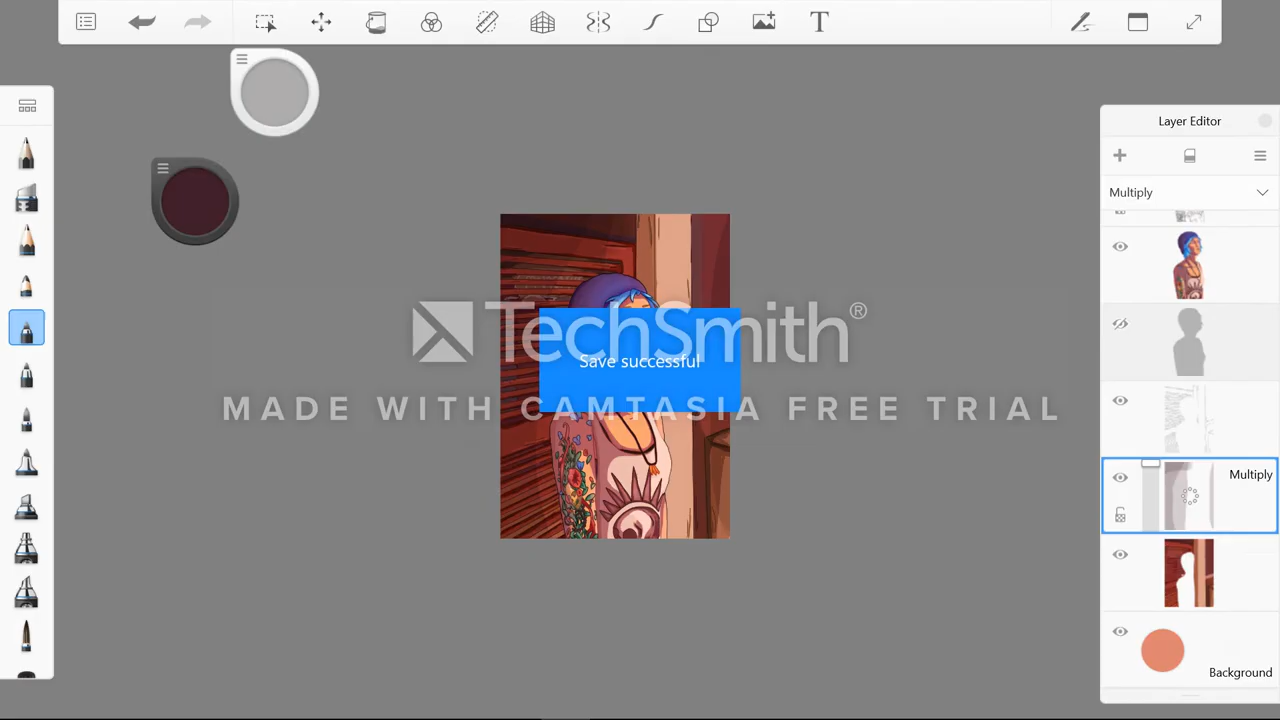 Layer Editor
Multiply
TechSmith®
Save successful
MADE WITH CAMTASIA FREE TRIAL
Multiply
Background